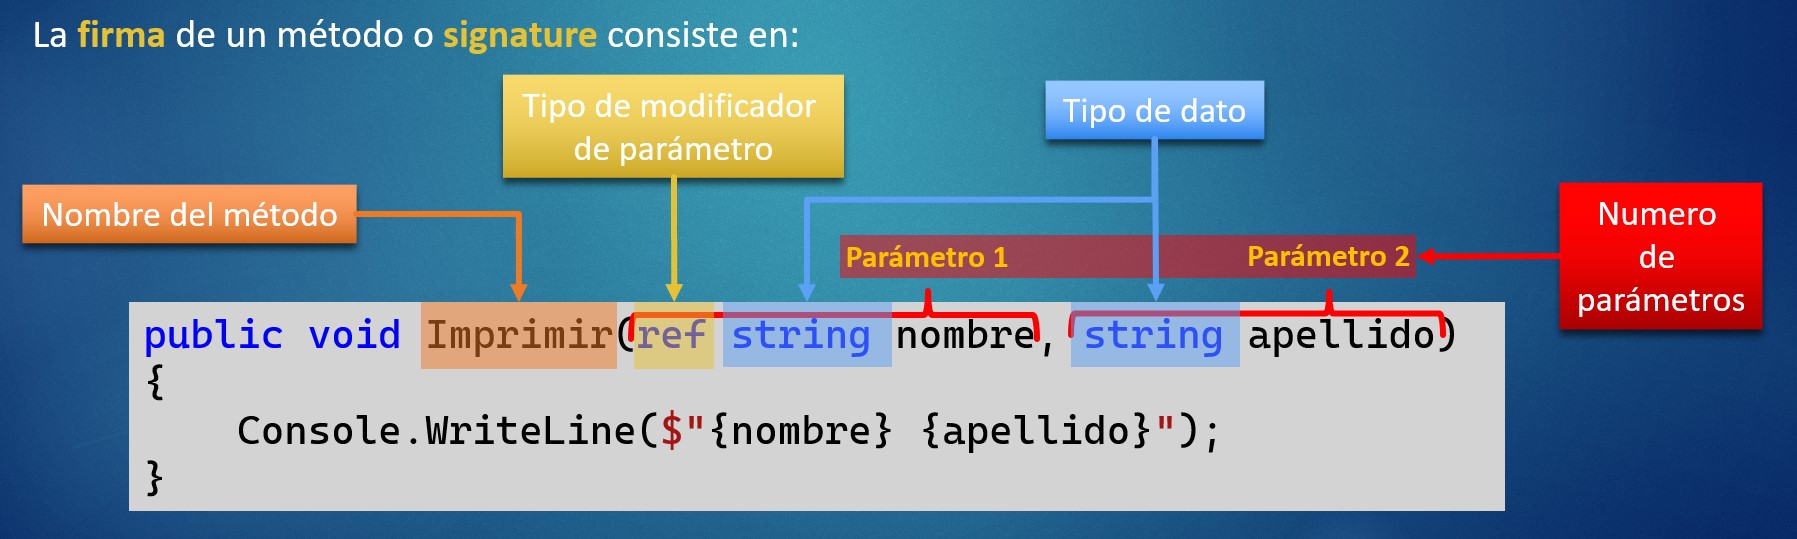 La firma de un método o signature consiste en:
Tipo de modificador
de parámetro
Tipo de dato
Nombre del método
Numero
de
parámetros
Parámetro 1
Parámetro 2
public void Imprimir(ref string nombre, string apellido)
{
    Console.WriteLine($"{nombre} {apellido}");
}